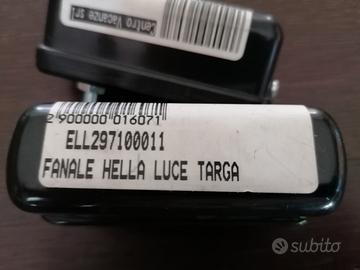 Centro Vacanze srl
2 900000 016071
ELL297100011
FANALE HELLA LUCE TARGA
subito